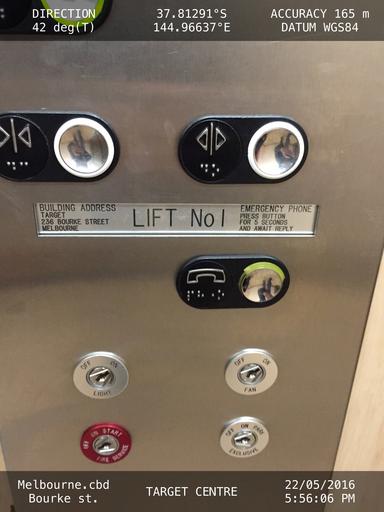 DIRECTION 37.81291°S ACCURACY 165 m
42 deg(T) 144.96637°E DATUM WGS84
BUILDING ADDRESS
TARGET
236 BOURKE STREET
MELBOURNE
LIFT No1
EMERGENCY PHONE
PRESS BUTTON
FOR 5 SECONDS
AND AWAIT REPLY
OFF ON
LIGHT
OFF ON
FAN
OFF ON START
FIRE SERVICE
OFF ON PARK
EXCLUSIVE
Melbourne.cbd
Bourke st.
TARGET CENTRE
22/05/2016
5:56:06 PM